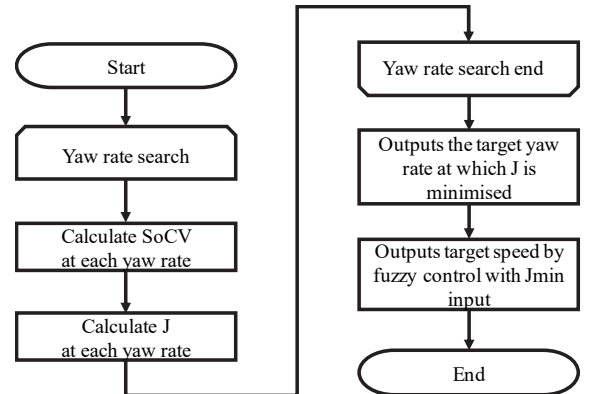 Start
Yaw rate search
Calculate SoCV
at each yaw rate
Calculate J
at each yaw rate
Yaw rate search end
Outputs the target yaw
rate at which J is
minimised
Outputs target speed by
fuzzy control with Jmin
input
End